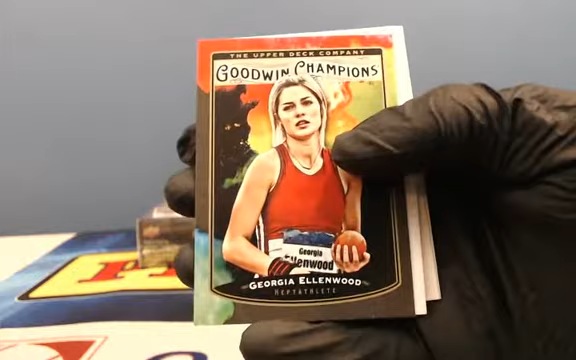 THE UPPER DECK COMPANY
GOODWIN CHAMPIONS
Georgia
Ellenwood
GEORGIA ELLENWOOD
HEPTATHLETE